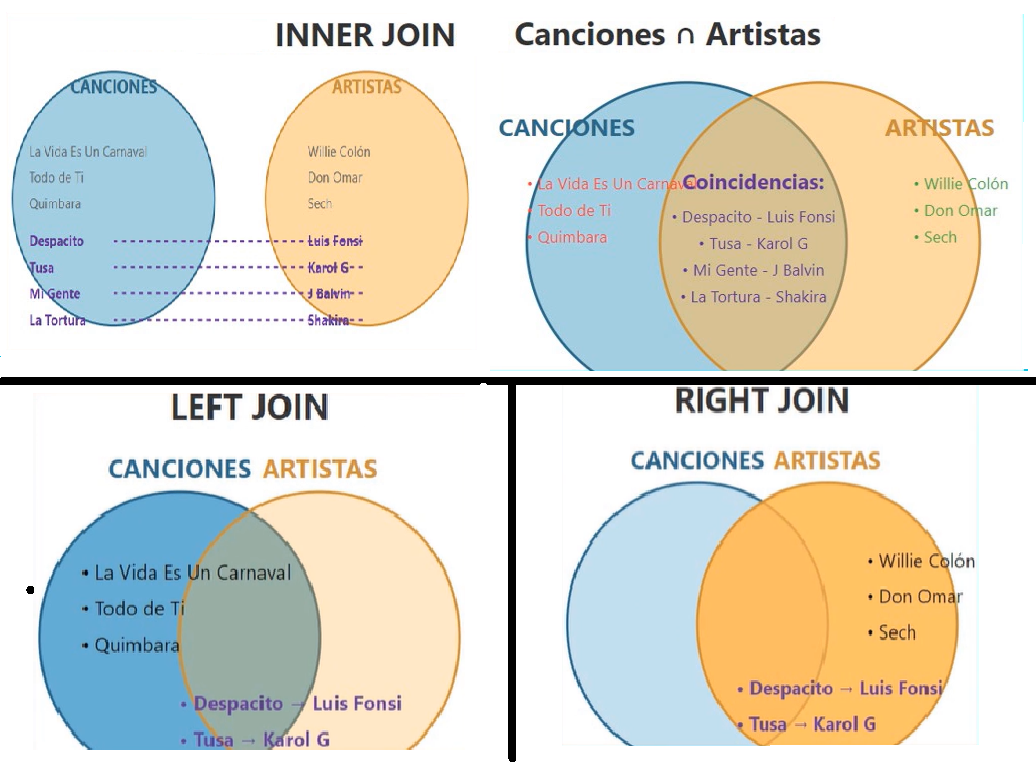 INNER JOIN
CANCIONES
ARTISTAS
La Vida Es Un Carnaval
Todo de Ti
Quimbara
Willie Colón
Don Omar
Sech
Despacito Luis Fonsi
Tusa Karol G
Mi Gente J Balvin
La Tortura Shakira
Canciones ∩ Artistas
CANCIONES
ARTISTAS
• La Vida Es Un Carnaval
• Todo de Ti
• Quimbara
Coincidencias:
• Despacito - Luis Fonsi
• Tusa - Karol G
• Mi Gente - J Balvin
• La Tortura - Shakira
• Willie Colón
• Don Omar
• Sech
LEFT JOIN
CANCIONES ARTISTAS
• La Vida Es Un Carnaval
• Todo de Ti
• Quimbara
• Despacito → Luis Fonsi
• Tusa → Karol G
RIGHT JOIN
CANCIONES ARTISTAS
• Willie Colón
• Don Omar
• Sech
• Despacito → Luis Fonsi
• Tusa → Karol G